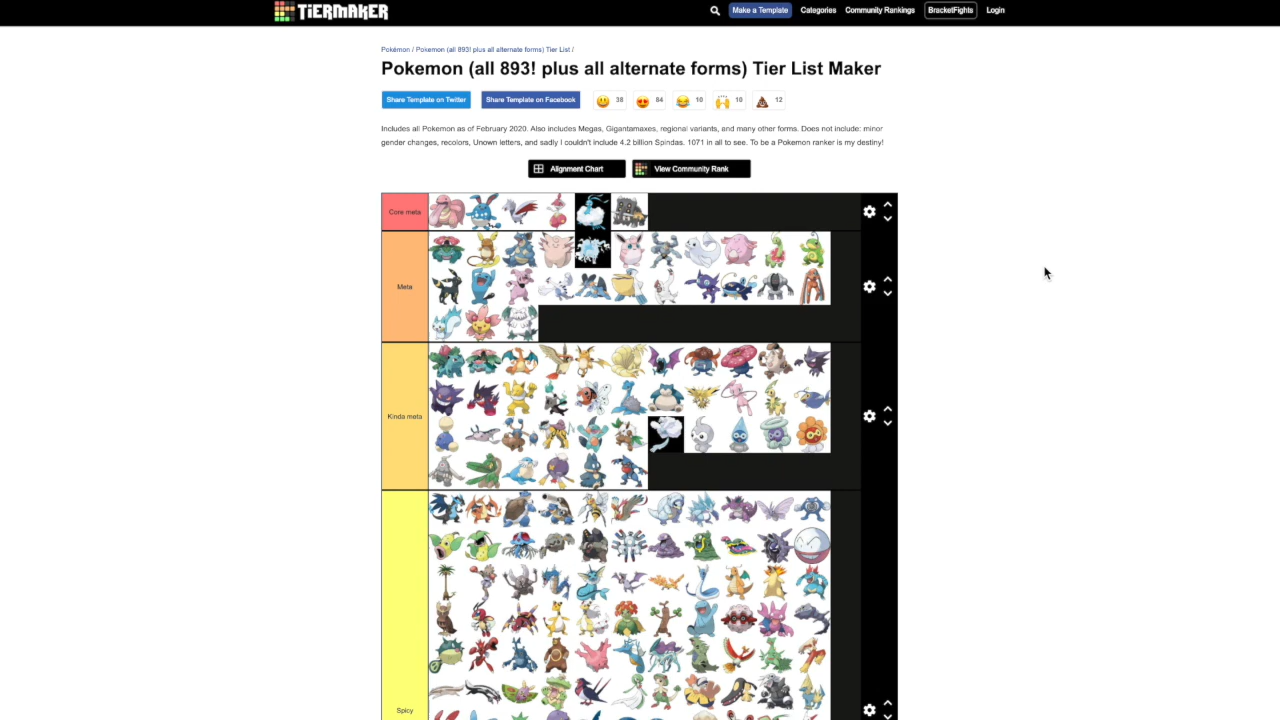 TIERMAKER
Make a Template Categories Community Rankings BracketFights Login
Pokémon / Pokemon (all 893! plus all alternate forms) Tier List /
Pokemon (all 893! plus all alternate forms) Tier List Maker
Share Template on Twitter Share Template on Facebook 38 84 10 10 12
Includes all Pokemon as of February 2020. Also includes Megas, Gigantamaxes, regional variants, and many other forms. Does not include: minor
gender changes, recolors, Unown letters, and sadly I couldn't include 4.2 billion Spindas. 1071 in all to see. To be a Pokemon ranker is my destiny!
Alignment Chart View Community Rank
Core meta
Meta
Kinda meta
Spicy